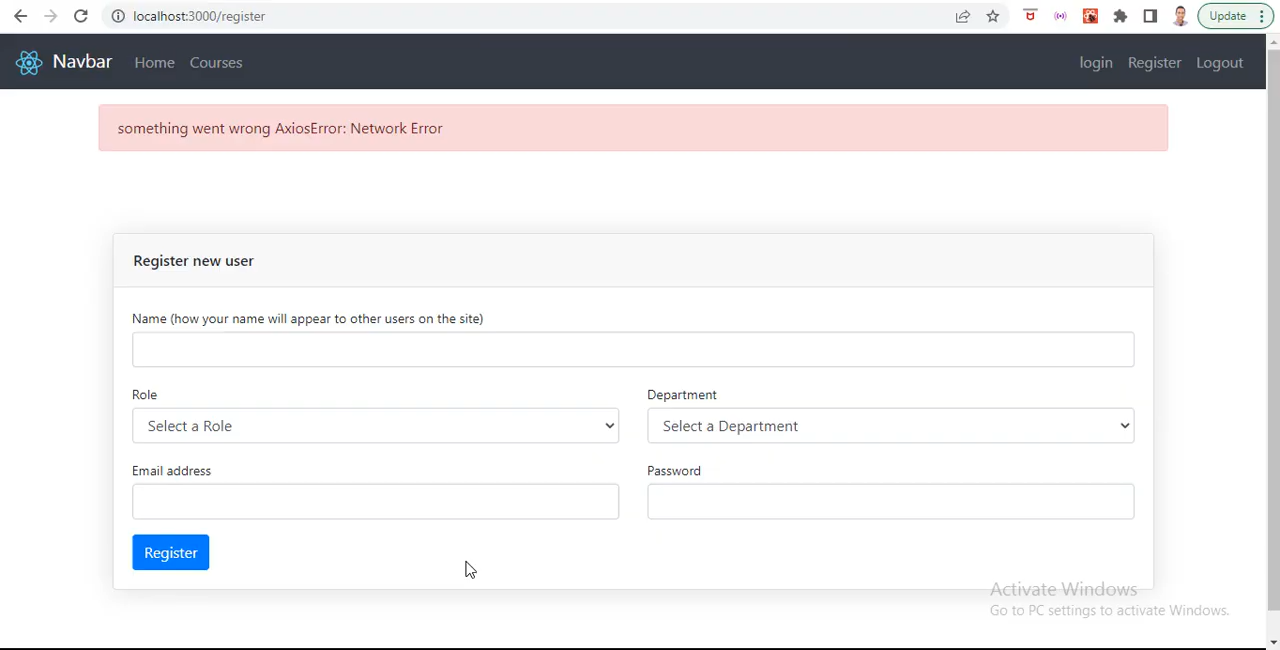 localhost:3000/register
Update
Navbar Home Courses login Register Logout
something went wrong AxiosError: Network Error
Register new user
Name (how your name will appear to other users on the site)
Role Department
Select a Role Select a Department
Email address Password
Register
Activate Windows
Go to PC settings to activate Windows.